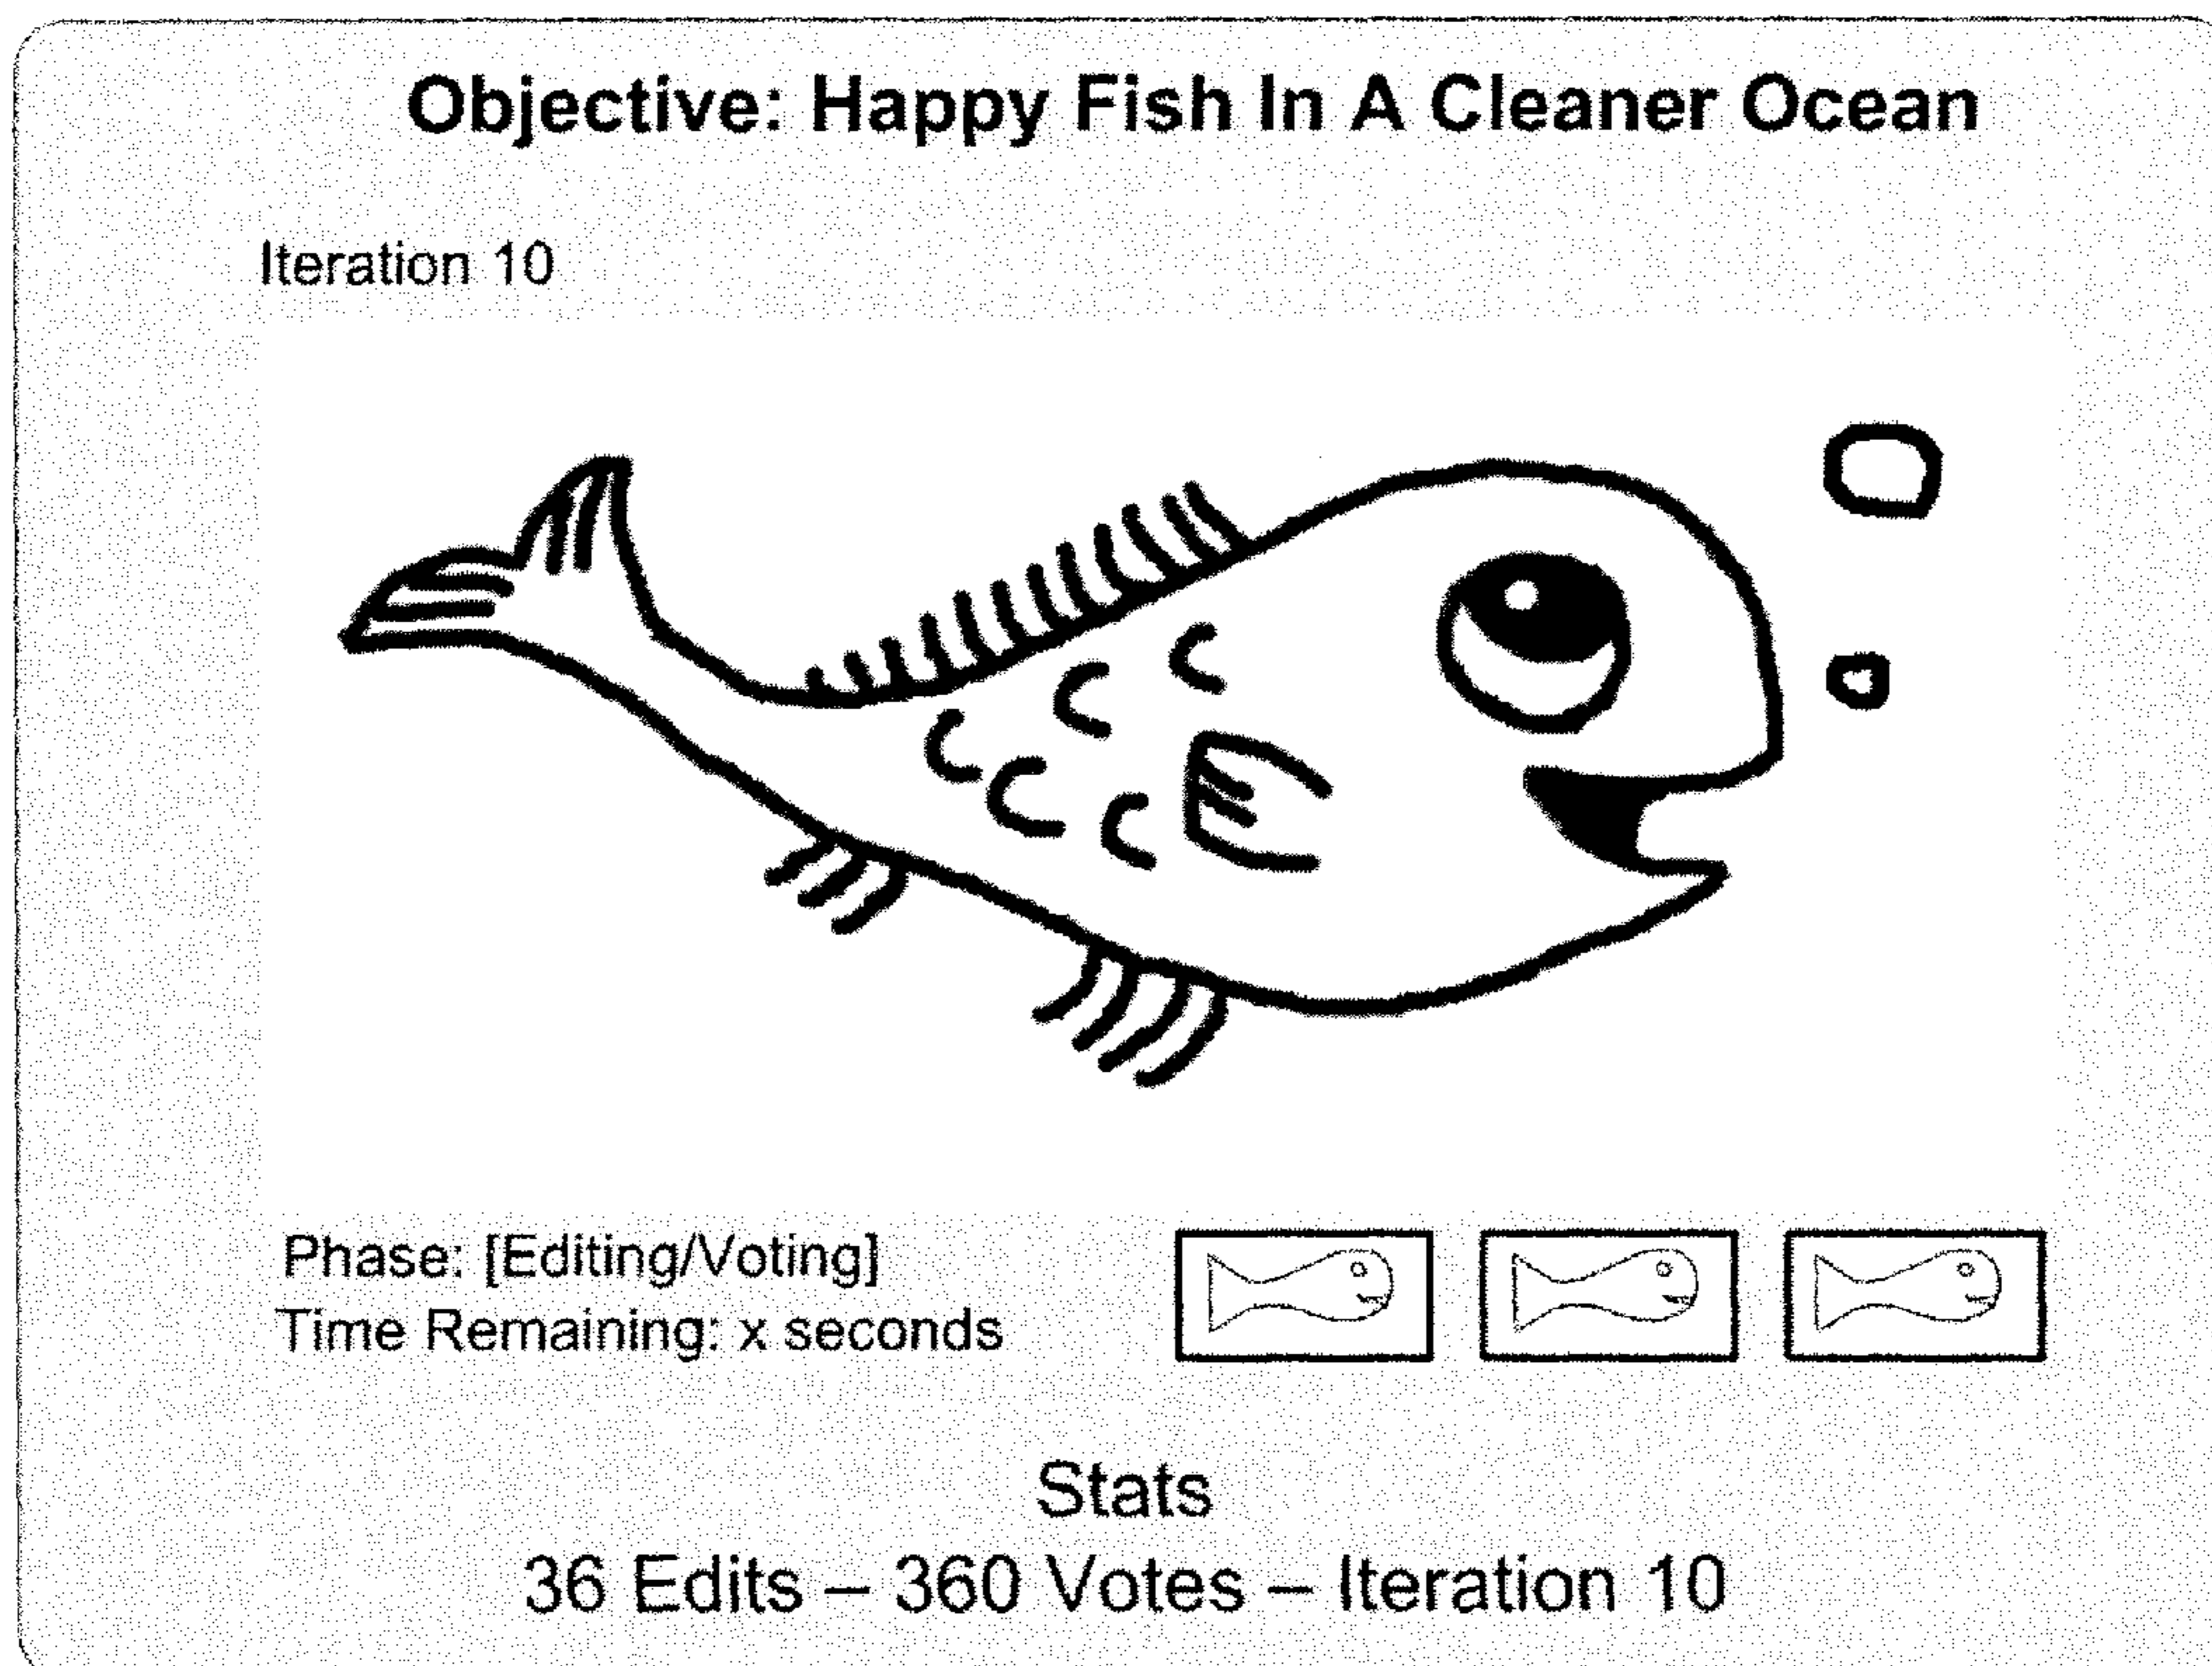 Objective: Happy Fish In A Cleaner Ocean
Iteration 10
Phase: [Editing/Voting]
Time Remaining: x seconds
Stats
36 Edits – 360 Votes – Iteration 10